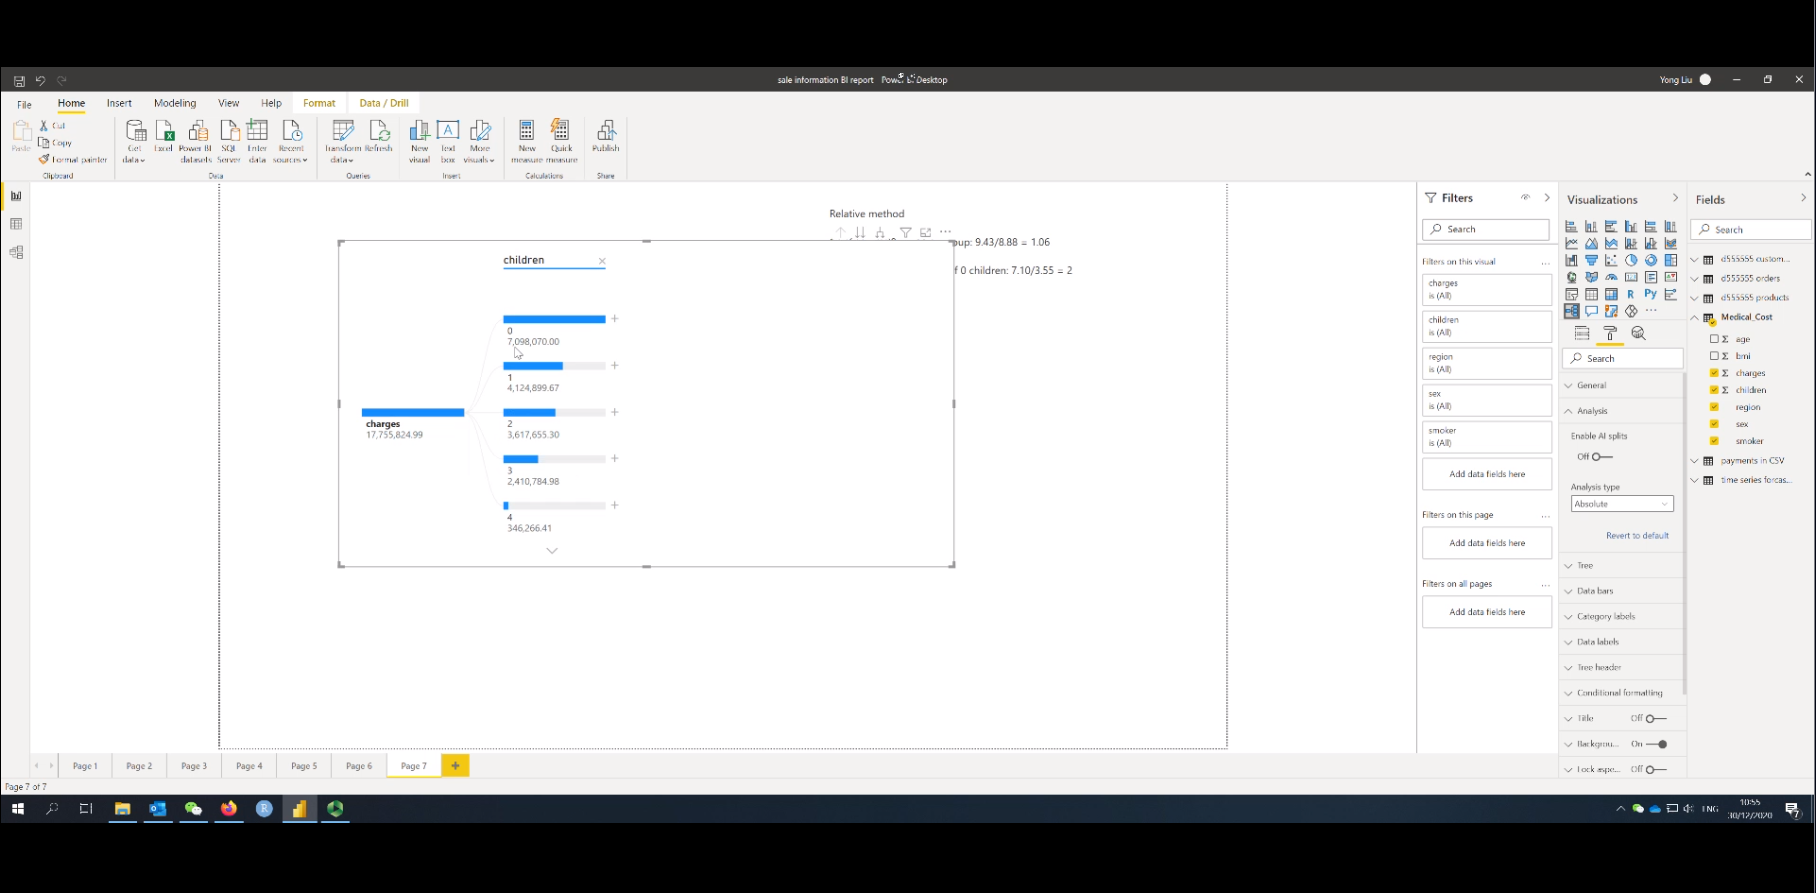 sale information BI report Desktop
Yong Liu
File Home Insert Modeling View Help Format Data / Drill
Paste
Cut
Copy
Format painter
Clipboard
Get data
Excel
Power BI datasets
SQL Server
Enter data
Recent sources
Data
Transform data
Refresh
Queries
New visual
Text box
More visuals
Insert
New measure
Quick measure
Calculations
Publish
Share
Relative method
up: 9.43/8.88 = 1.06
f 0 children: 7.10/3.55 = 2
children
0
7,098,070.00
1
4,124,899.67
charges
17,755,824.99
2
3,617,655.30
3
2,410,784.98
4
346,266.41
Filters
Search
Filters on this visual
charges
is (All)
children
is (All)
region
is (All)
sex
is (All)
smoker
is (All)
Add data fields here
Filters on this page
Add data fields here
Filters on all pages
Add data fields here
Visualizations
R Py
Search
General
Analysis
Enable AI splits
Off
Analysis type
Absolute
Revert to default
Tree
Data bars
Category labels
Data labels
Tree header
Conditional formatting
Title Off
Backgrou... On
Lock aspe... Off
Fields
Search
d555555 custom...
d555555 orders
d555555 products
Medical_Cost
age
bmi
charges
children
region
sex
smoker
payments in CSV
time series forcas...
Page 1 Page 2 Page 3 Page 4 Page 5 Page 6 Page 7
Page 7 of 7
ENG
10:55
30/12/2020
7